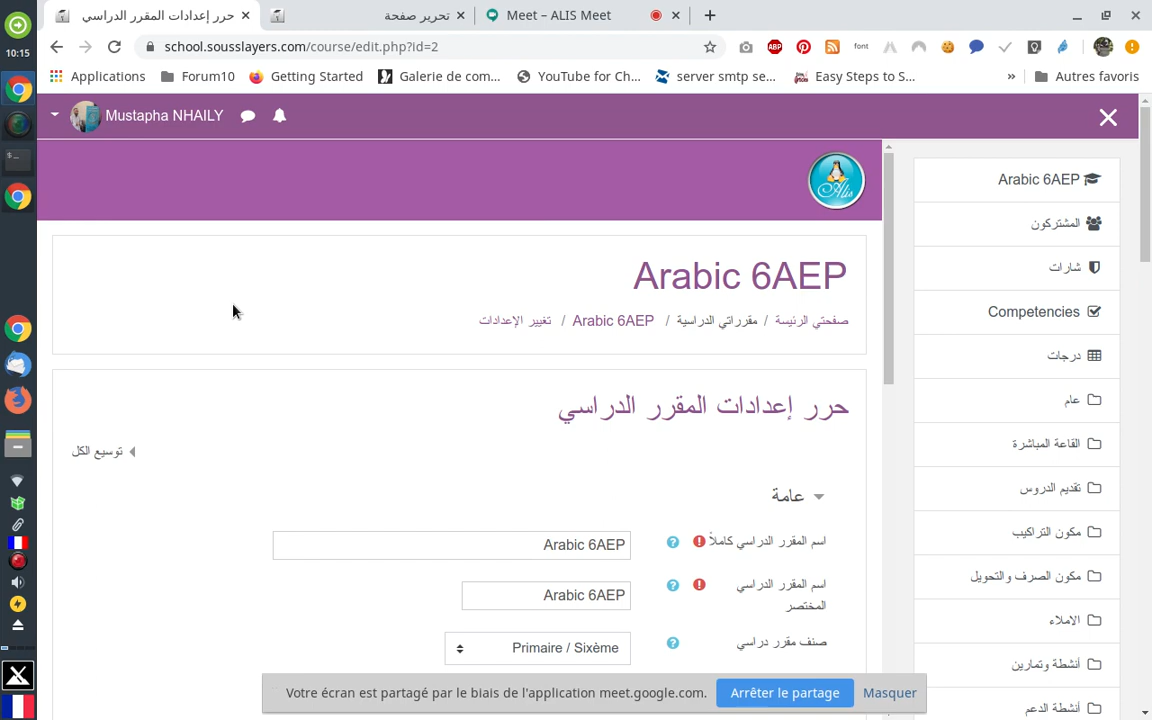 10:15
حرر إعدادات المقرر الدراسي
تحرير صفحة
Meet – ALIS Meet
school.sousslayers.com/course/edit.php?id=2
ABP
font
Applications
Forum10
Getting Started
Galerie de com...
YouTube for Ch...
server smtp se...
Easy Steps to S...
»
Autres favoris
Mustapha NHAILY
Alis
Arabic 6AEP
صفحتي الرئيسة / مقرراتي الدراسية / Arabic 6AEP / تغيير الإعدادات
حرر إعدادات المقرر الدراسي
توسيع الكل
عامة
اسم المقرر الدراسي كاملاً
Arabic 6AEP
اسم المقرر الدراسي
المختصر
Arabic 6AEP
صنف مقرر دراسي
Primaire / Sixème
Arabic 6AEP
المشتركون
شارات
Competencies
درجات
عام
القاعة المباشرة
تقديم الدروس
مكون التراكيب
مكون الصرف والتحويل
الاملاء
أنشطة وتمارين
أنشطة الدعم
Votre écran est partagé par le biais de l'application meet.google.com.
Arrêter le partage
Masquer